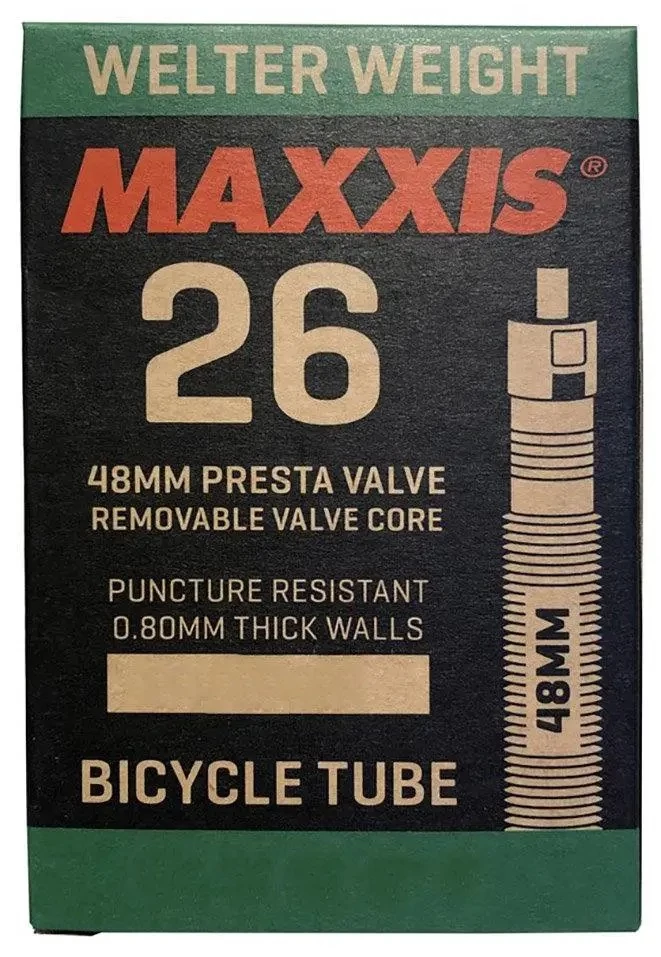 WELTER WEIGHT
MAXXIS®
26
48MM PRESTA VALVE
REMOVABLE VALVE CORE
PUNCTURE RESISTANT
0.80MM THICK WALLS
48MM
BICYCLE TUBE